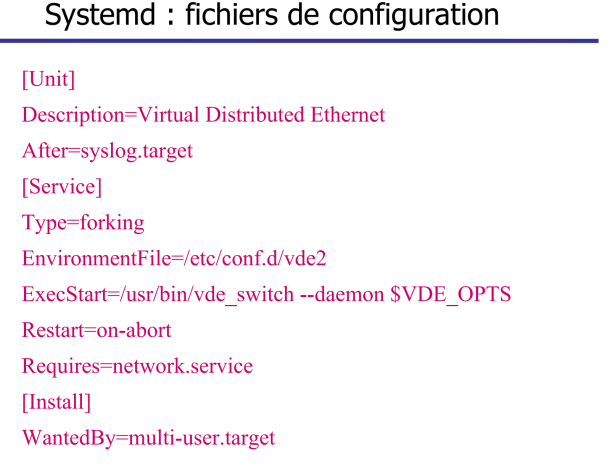 Systemd : fichiers de configuration
[Unit]
Description=Virtual Distributed Ethernet
After=syslog.target
[Service]
Type=forking
EnvironmentFile=/etc/conf.d/vde2
ExecStart=/usr/bin/vde_switch --daemon $VDE_OPTS
Restart=on-abort
Requires=network.service
[Install]
WantedBy=multi-user.target